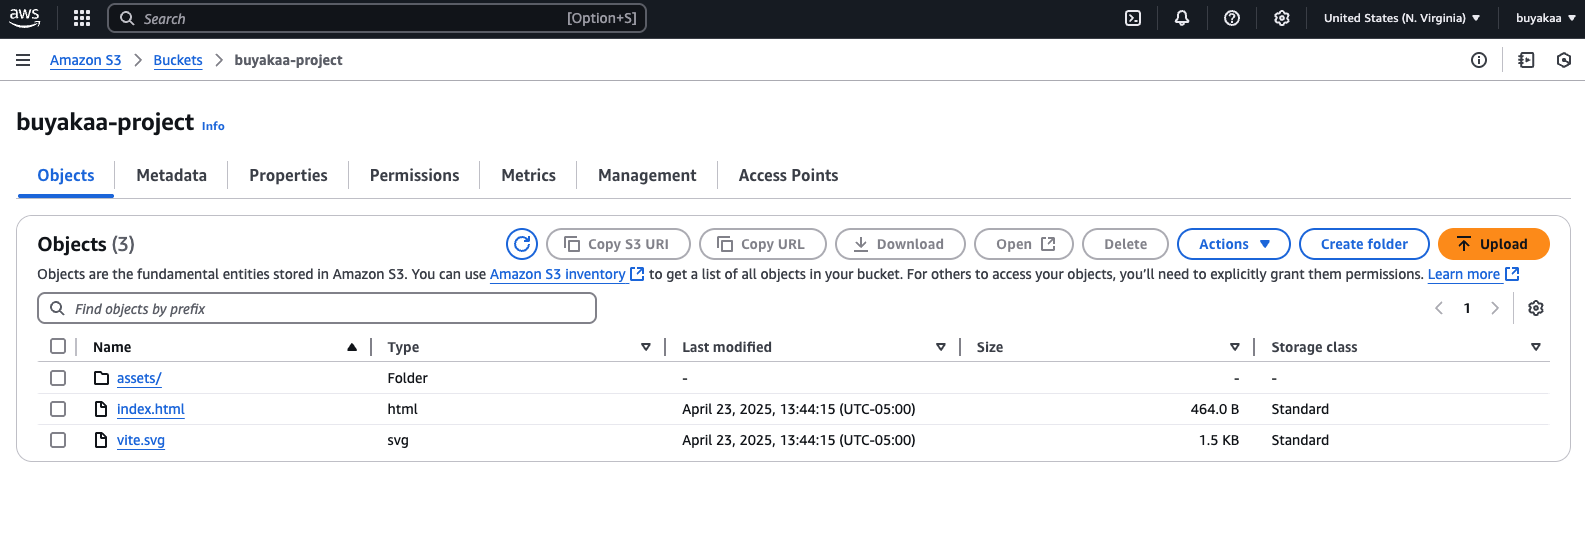 aws Search [Option+S] United States (N. Virginia) buyakaa
Amazon S3 Buckets buyakaa-project
buyakaa-project Info
Objects Metadata Properties Permissions Metrics Management Access Points
Objects (3) Copy S3 URI Copy URL Download Open Delete Actions Create folder Upload
Objects are the fundamental entities stored in Amazon S3. You can use Amazon S3 inventory to get a list of all objects in your bucket. For others to access your objects, you'll need to explicitly grant them permissions. Learn more
Find objects by prefix 1
Name Type Last modified Size Storage class
assets/ Folder - - -
index.html html April 23, 2025, 13:44:15 (UTC-05:00) 464.0 B Standard
vite.svg svg April 23, 2025, 13:44:15 (UTC-05:00) 1.5 KB Standard